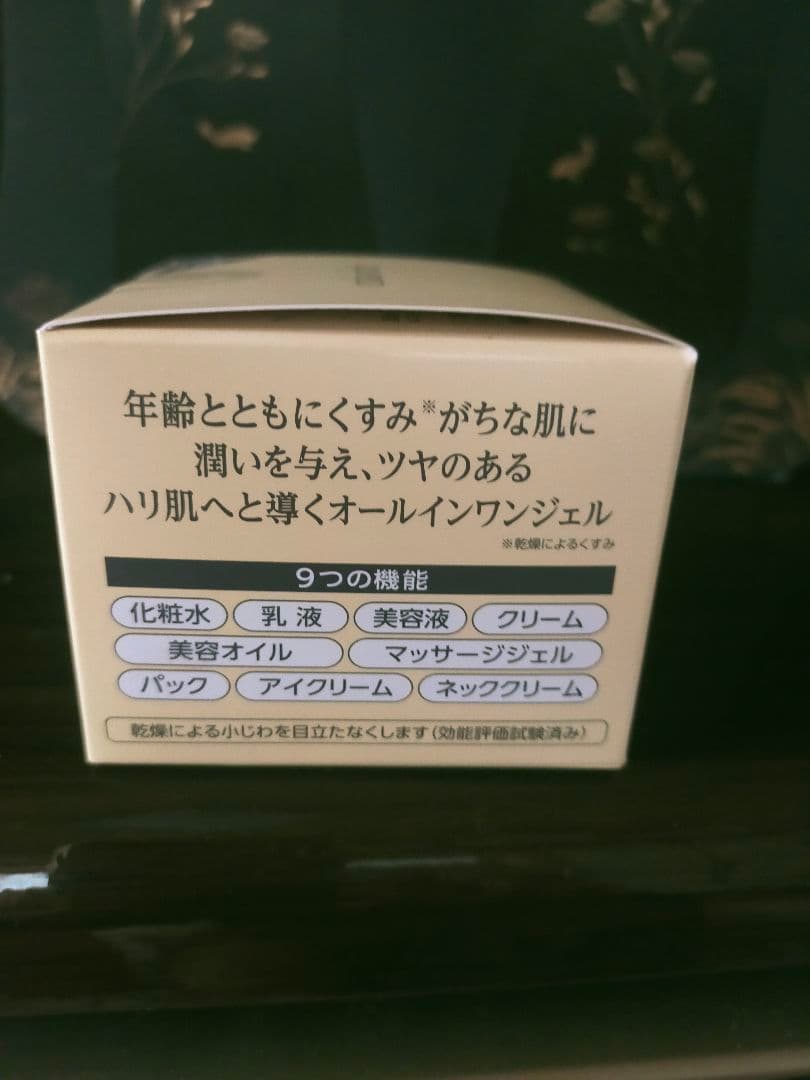 年齢とともにくすみ※がちな肌に
潤いを与え、ツヤのある
ハリ肌へと導くオールインワンジェル
※乾燥によるくすみ
9つの機能
化粧水 乳液 美容液 クリーム
美容オイル マッサージジェル
パック アイクリーム ネッククリーム
乾燥による小じわを目立たなくします(効能評価試験済み)